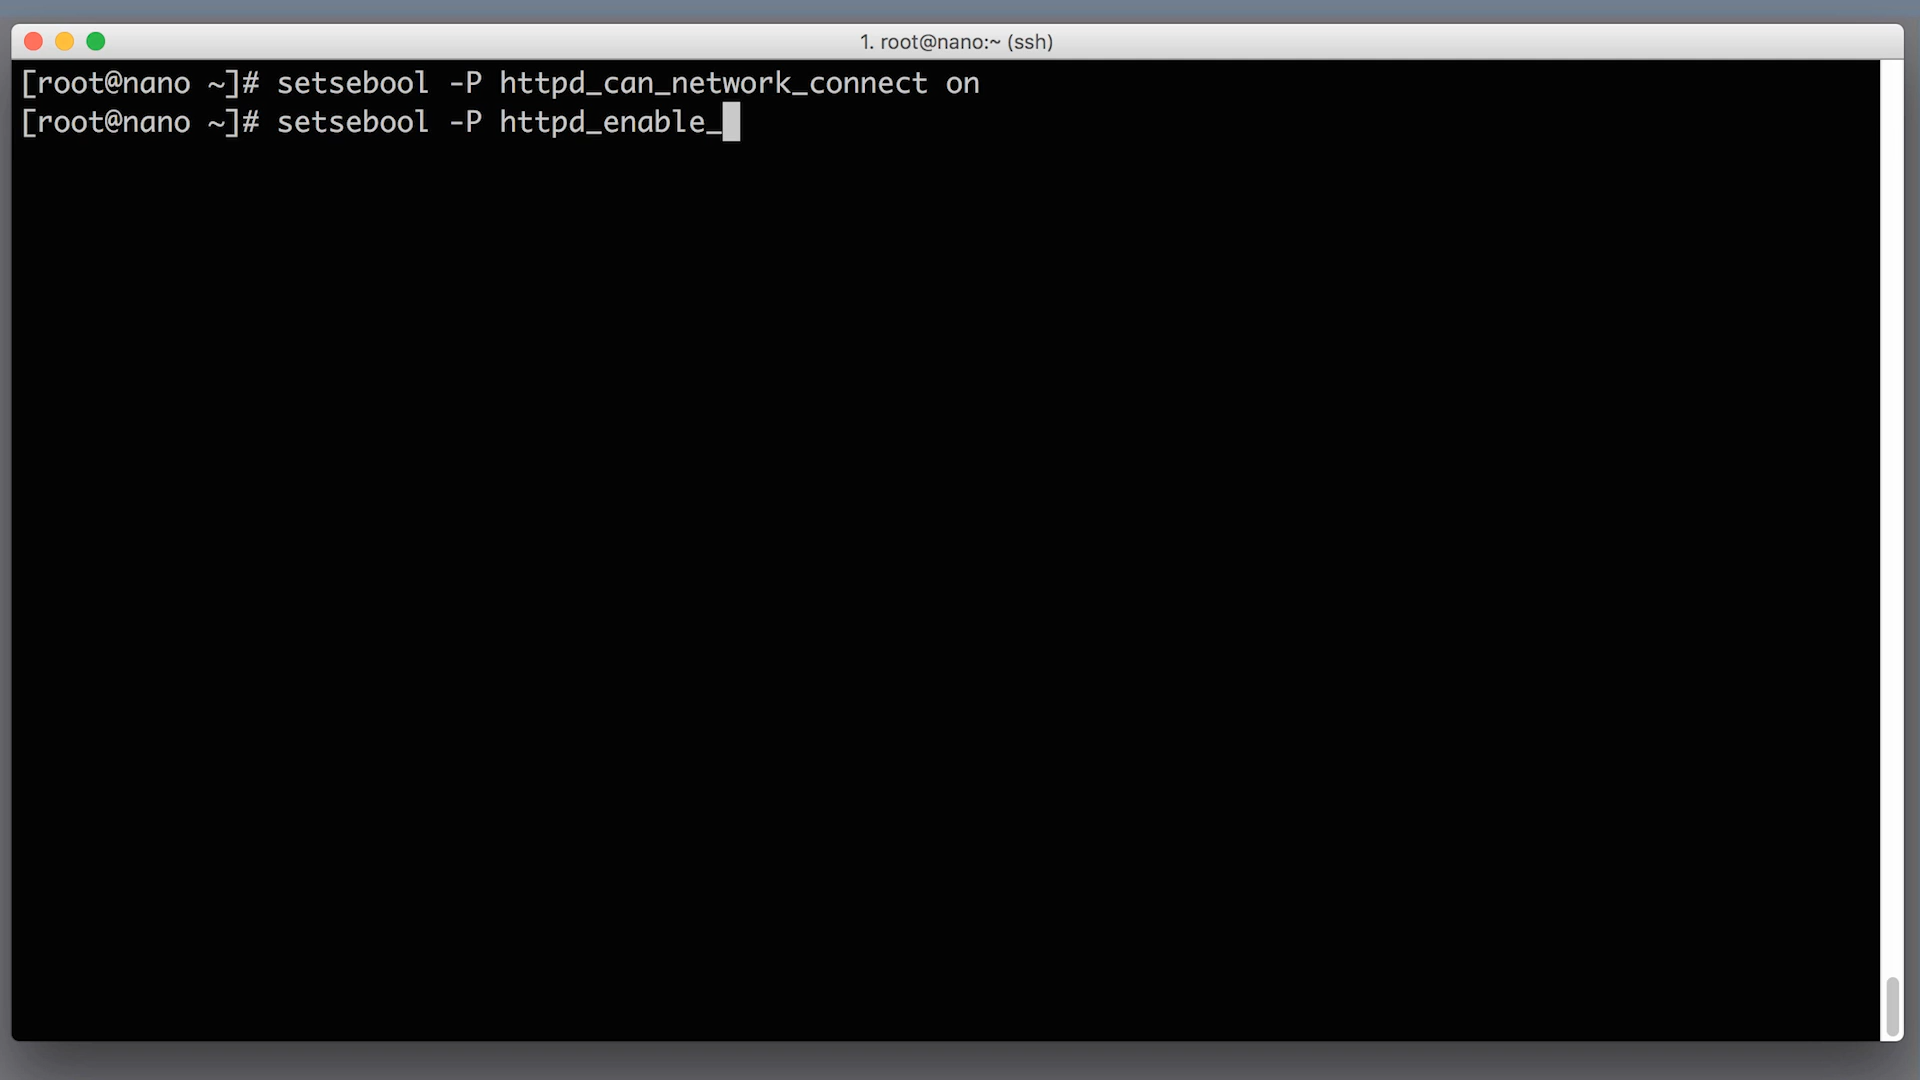 1. root@nano:~ (ssh)
[root@nano ~]# setsebool -P httpd_can_network_connect on
[root@nano ~]# setsebool -P httpd_enable_